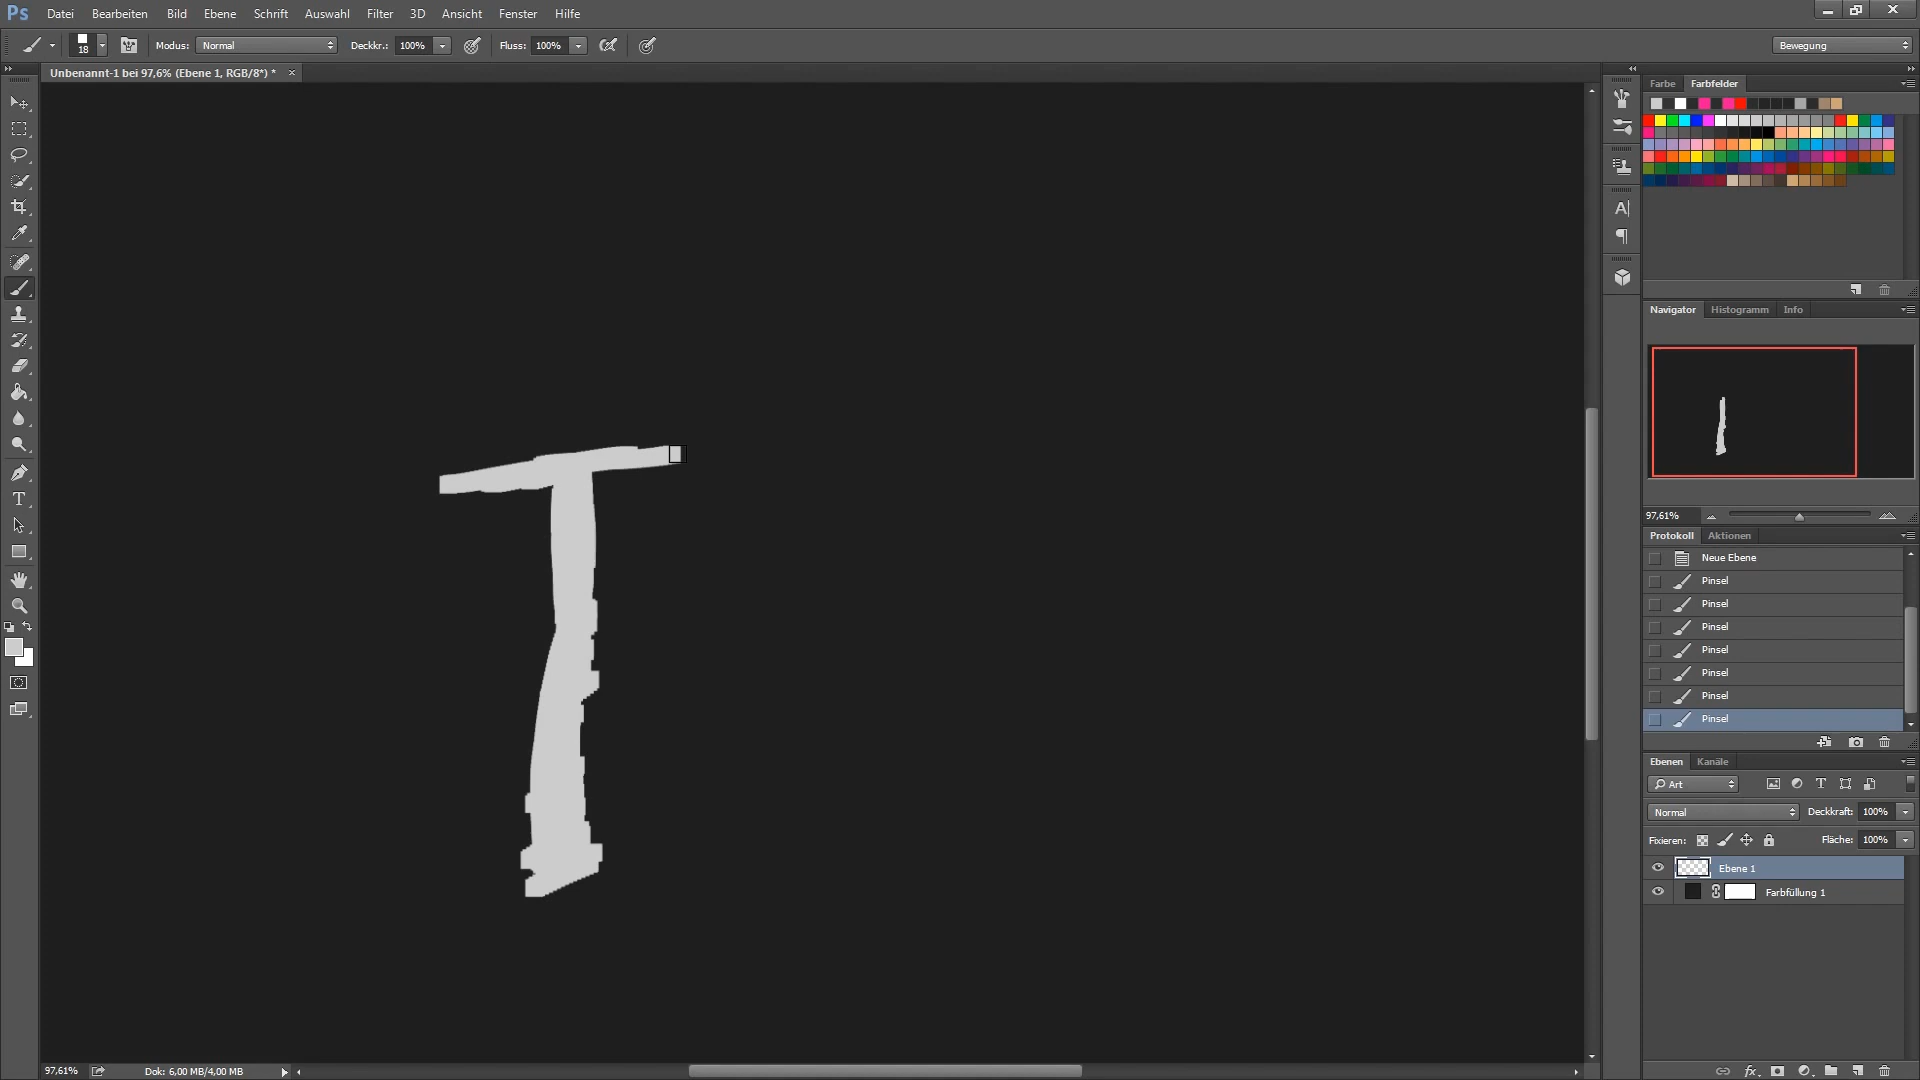 Ps Datei Bearbeiten Bild Ebene Schrift Auswahl Filter 3D Ansicht Fenster Hilfe
18 Modus: Normal Deckkr.: 100% Fluss: 100% Bewegung
Unbenannt-1 bei 97,6% (Ebene 1, RGB/8*) * ×
Farbe Farbfelder
T
Navigator Histogramm Info
97,61%
Protokoll Aktionen
Neue Ebene
Pinsel
Pinsel
Pinsel
Pinsel
Pinsel
Pinsel
Pinsel
Ebenen Kanäle
Art
Normal Deckkraft: 100%
Fixieren: Fläche: 100%
Ebene 1
Farbfüllung 1
97,61% Dok: 6,00 MB/4,00 MB
fx